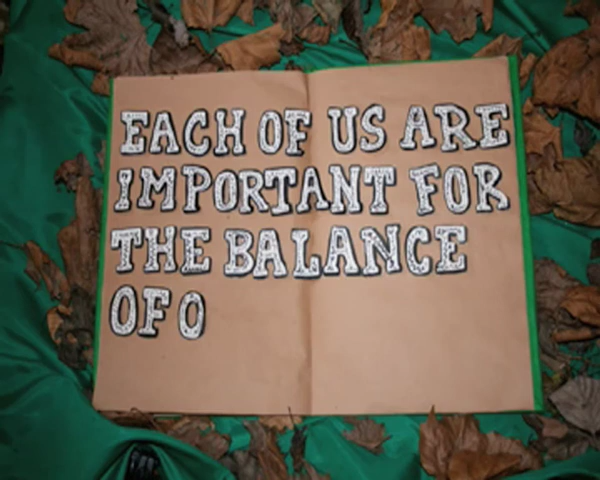 EACH OF US ARE
IMPORTANT FOR
THE BALANCE
OF O